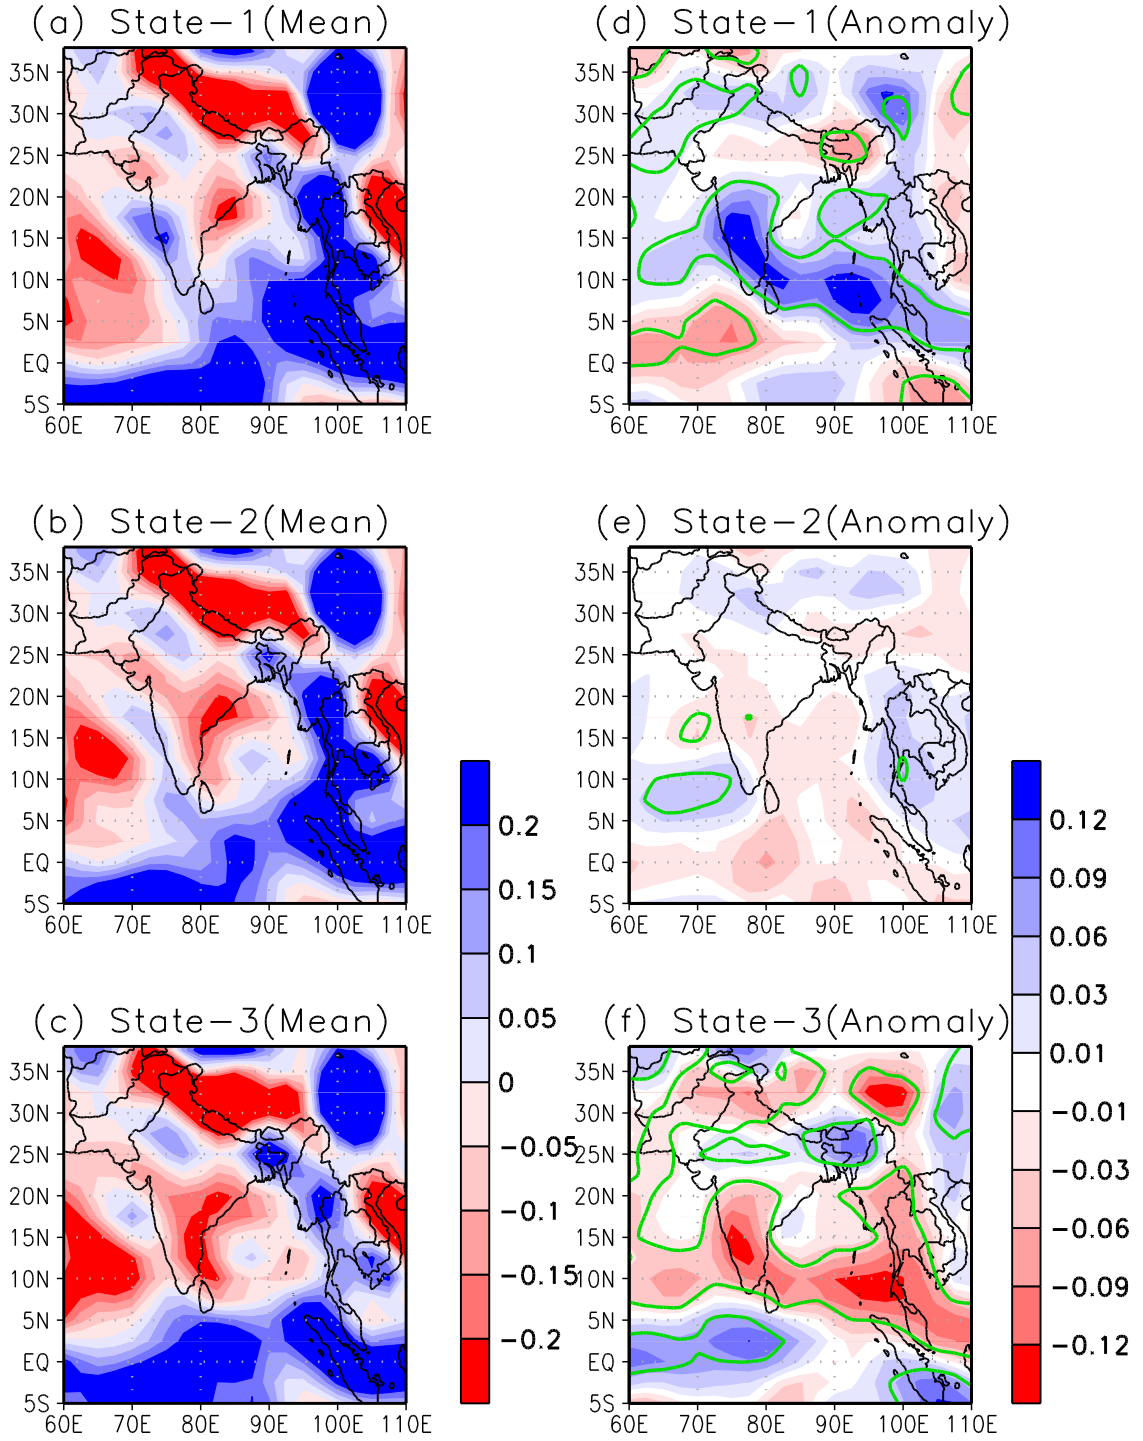 (a) State-1(Mean)
35N
30N
25N
20N
15N
10N
5N
EQ
5S
60E 70E 80E 90E 100E 110E
(d) State-1(Anomaly)
35N
30N
25N
20N
15N
10N
5N
EQ
5S
60E 70E 80E 90E 100E 110E
(b) State-2(Mean)
35N
30N
25N
20N
15N
10N
5N
EQ
5S
60E 70E 80E 90E 100E 110E
(e) State-2(Anomaly)
35N
30N
25N
20N
15N
10N
5N
EQ
5S
60E 70E 80E 90E 100E 110E
(c) State-3(Mean)
35N
30N
25N
20N
15N
10N
5N
EQ
5S
60E 70E 80E 90E 100E 110E
0.2
0.15
0.1
0.05
0
-0.05
-0.1
-0.15
-0.2
(f) State-3(Anomaly)
35N
30N
25N
20N
15N
10N
5N
EQ
5S
60E 70E 80E 90E 100E 110E
0.12
0.09
0.06
0.03
0.01
-0.01
-0.03
-0.06
-0.09
-0.12